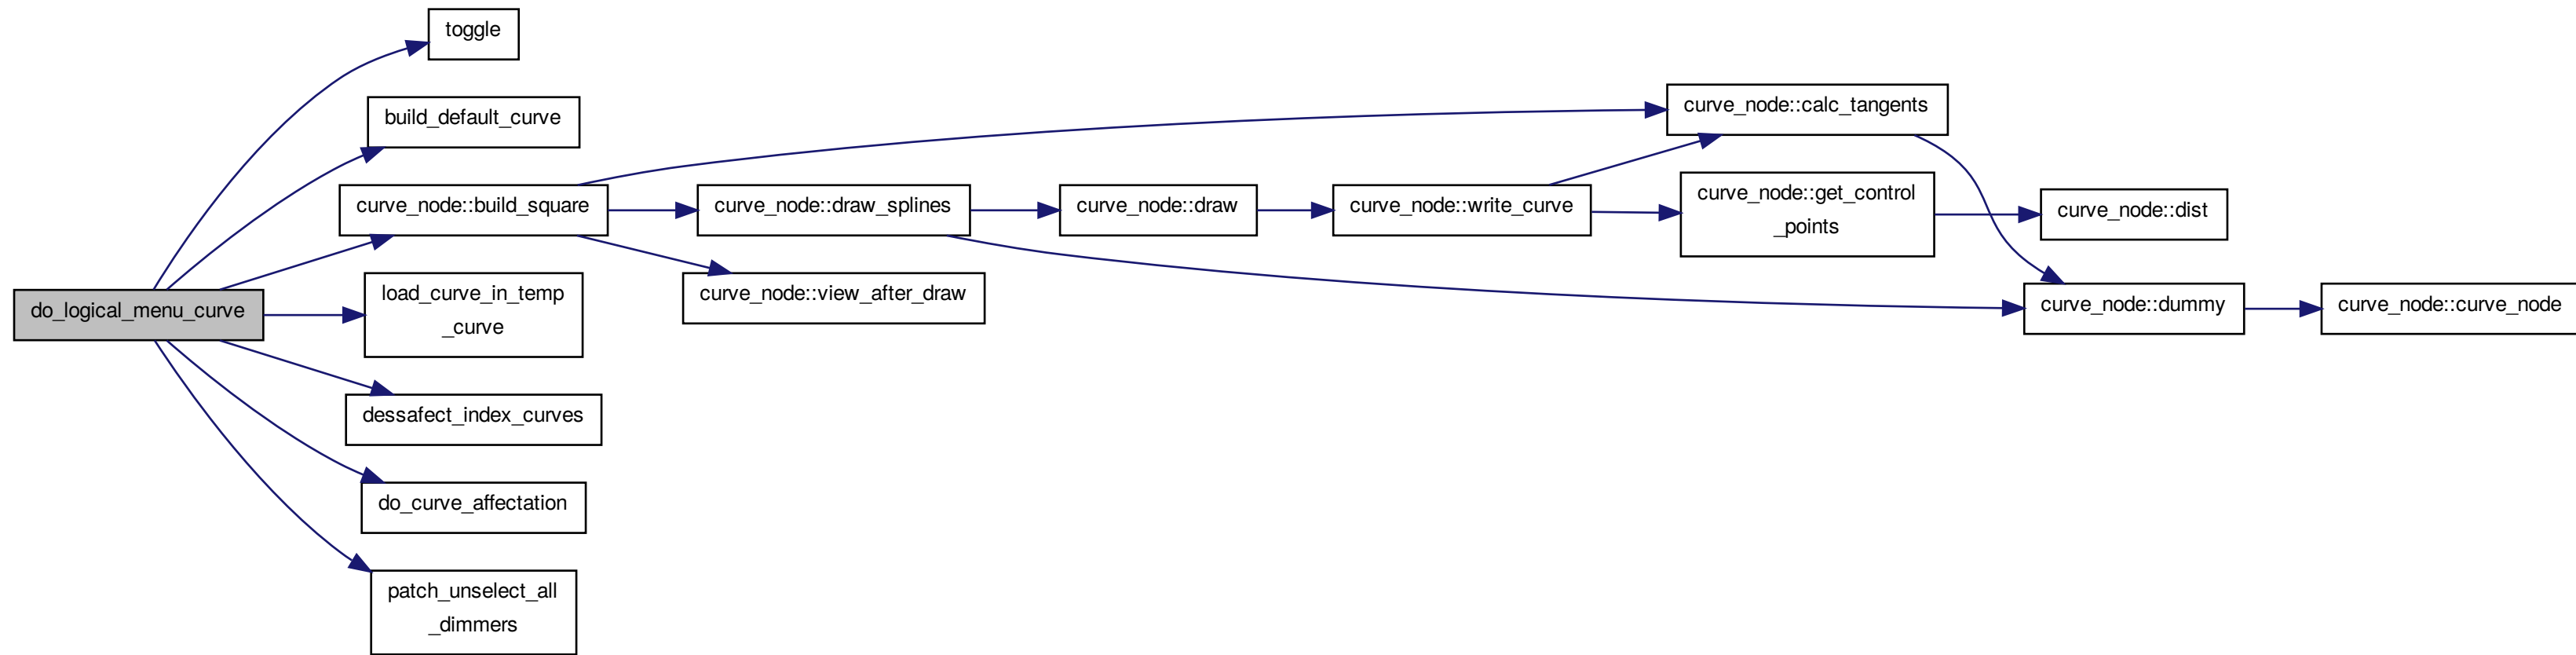 toggle
build_default_curve
curve_node::build_square
load_curve_in_temp
_curve
do_logical_menu_curve
dessafect_index_curves
do_curve_affectation
patch_unselect_all
_dimmers
curve_node::draw_splines
curve_node::view_after_draw
curve_node::draw
curve_node::write_curve
curve_node::calc_tangents
curve_node::get_control
_points
curve_node::dist
curve_node::dummy
curve_node::curve_node